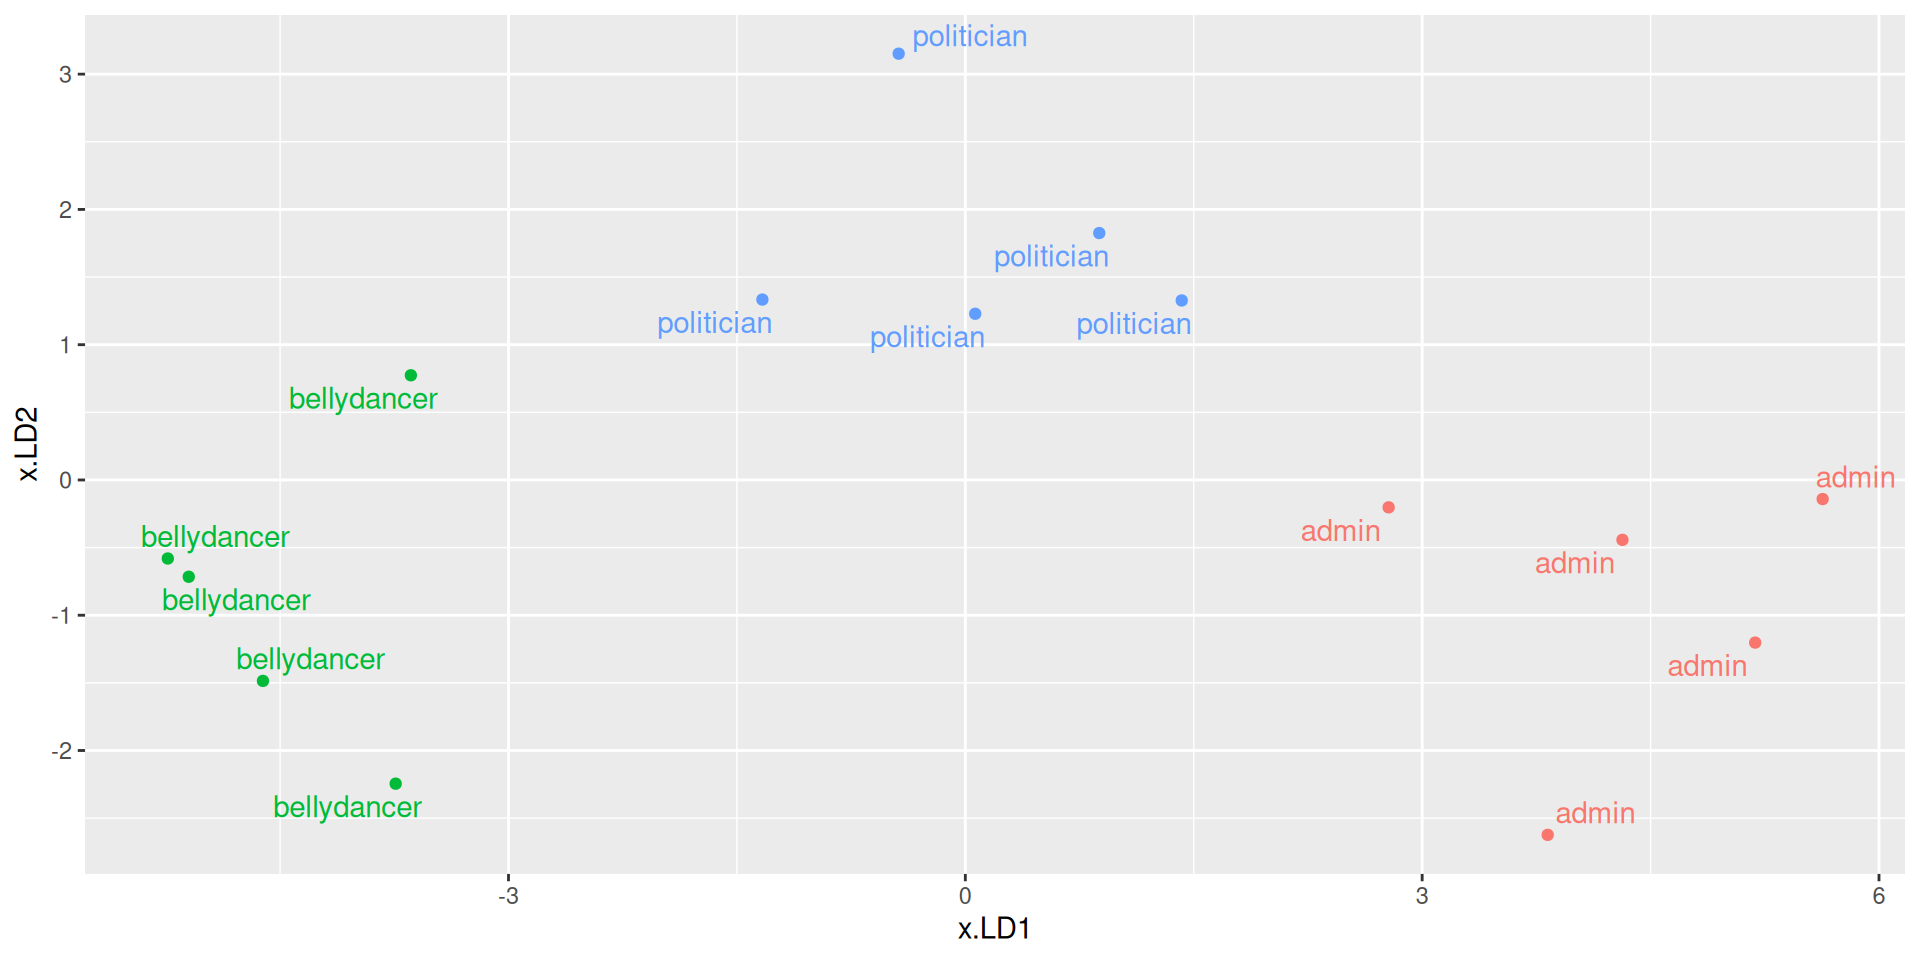 politician
3
2
politician
politician
politician
politician
1
bellydancer
x.LD2
0
admin
admin
bellydancer
admin
bellydancer
-1
bellydancer
admin
-2
bellydancer
admin
-3
0
3
6
x.LD1